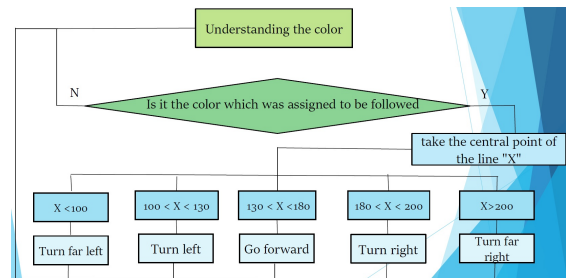 Understanding the color
N
Is it the color which was assigned to be followed
Y
take the central point of
the line "X"
X <100
100 < X < 130
130 < X <180
180 < X < 200
X>200
Turn far left
Turn left
Go forward
Turn right
Turn far
right